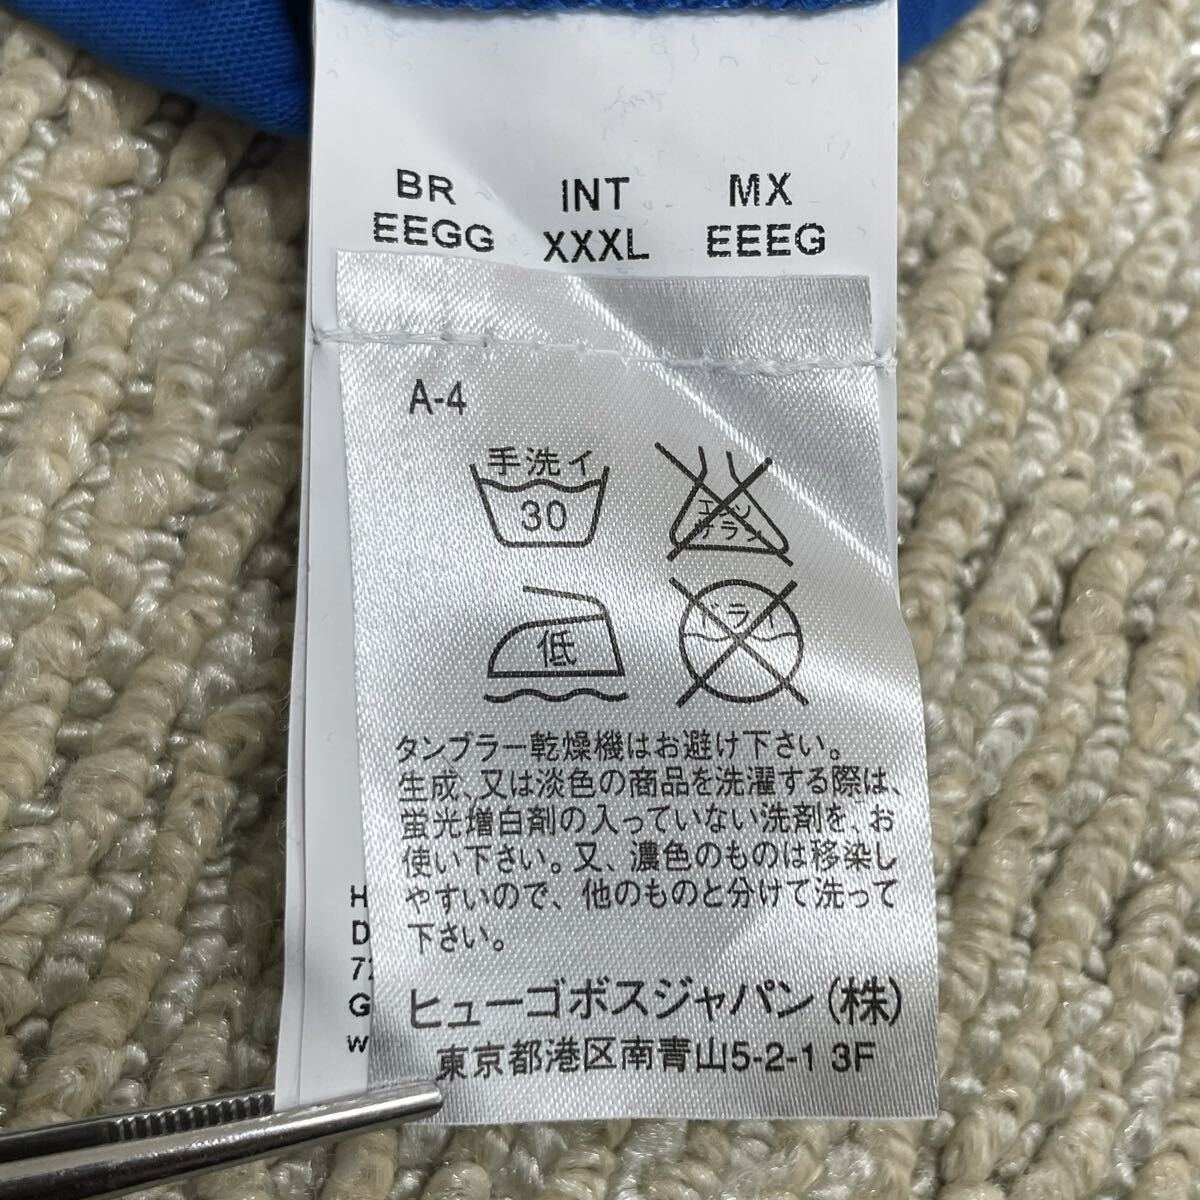 BR INT MX
EEGG XXXL EEEG
A-4
手洗イ
30
エンソ
サラシ
低
ドライ
タンブラー乾燥機はお避け下さい。
生成、又は淡色の商品を洗濯する際は、
蛍光増白剤の入っていない洗剤を、お
使い下さい。又、濃色のものは移染し
やすいので、他のものと分けて洗って
下さい。
ヒューゴボスジャパン(株)
東京都港区南青山5-2-1 3F
H
D
72
G
w